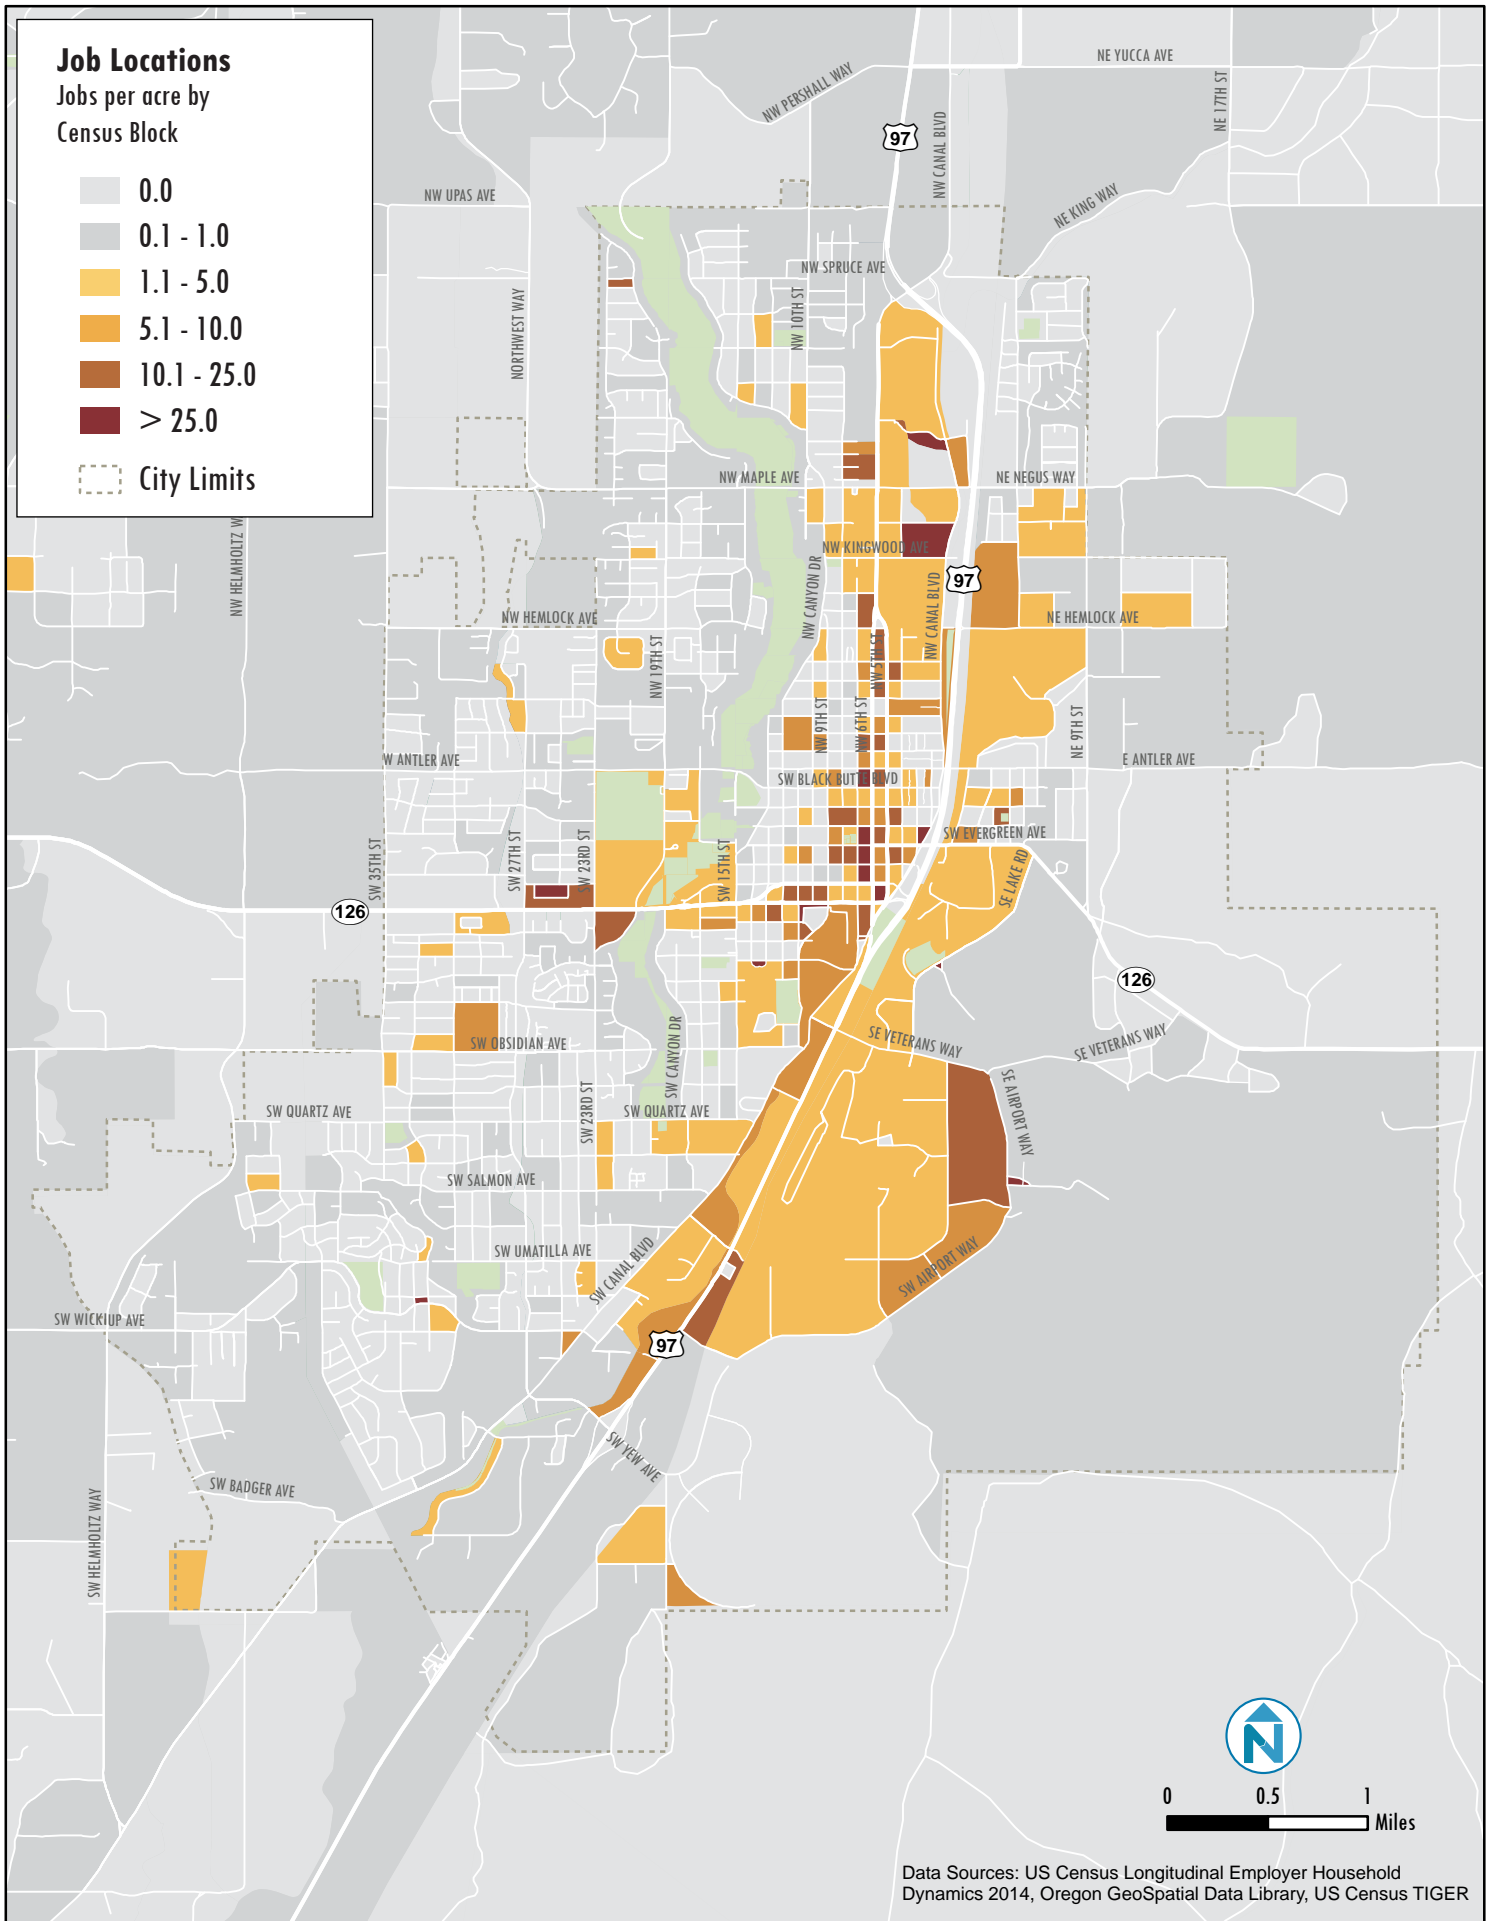 Job Locations
Jobs per acre by
Census Block
0.0
0.1 - 1.0
1.1 - 5.0
5.1 - 10.0
10.1 - 25.0
> 25.0
City Limits
NE YUCCA AVE
NW PERSHALL WAY
NE 17TH ST
97
NW CANAL BLVD
NW UPAS AVE
NE KING WAY
NW SPRUCE AVE
NORTHWEST WAY
NW 10TH ST
NW MAPLE AVE
NE NEGUS WAY
NW HELMHOLTZ W
NW KINGWOOD AVE
97
NW CANYON DR
NW CANAL BLVD
NW HEMLOCK AVE
NE HEMLOCK AVE
NW 19TH ST
NW 5TH ST
NW 9TH ST
NW 6TH ST
NE 9TH ST
W ANTLER AVE
E ANTLER AVE
SW BLACK BUTTE BLVD
SW EVERGREEN AVE
SW 35TH ST
SW 27TH ST
SW 23RD ST
SW 15TH ST
SE LAKE RD
126
126
SW OBSIDIAN AVE
SW CANYON DR
SE VETERANS WAY
SE VETERANS WAY
SE AIRPORT WAY
SW QUARTZ AVE
SW 23RD ST
SW QUARTZ AVE
SW SALMON AVE
SW UMATILLA AVE
SW CANAL BLVD
SW AIRPORT WAY
SW WICKIUP AVE
97
SW YEW AVE
SW BADGER AVE
SW HELMHOLTZ WAY
N
0 0.5 1
Miles
Data Sources: US Census Longitudinal Employer Household
Dynamics 2014, Oregon GeoSpatial Data Library, US Census TIGER